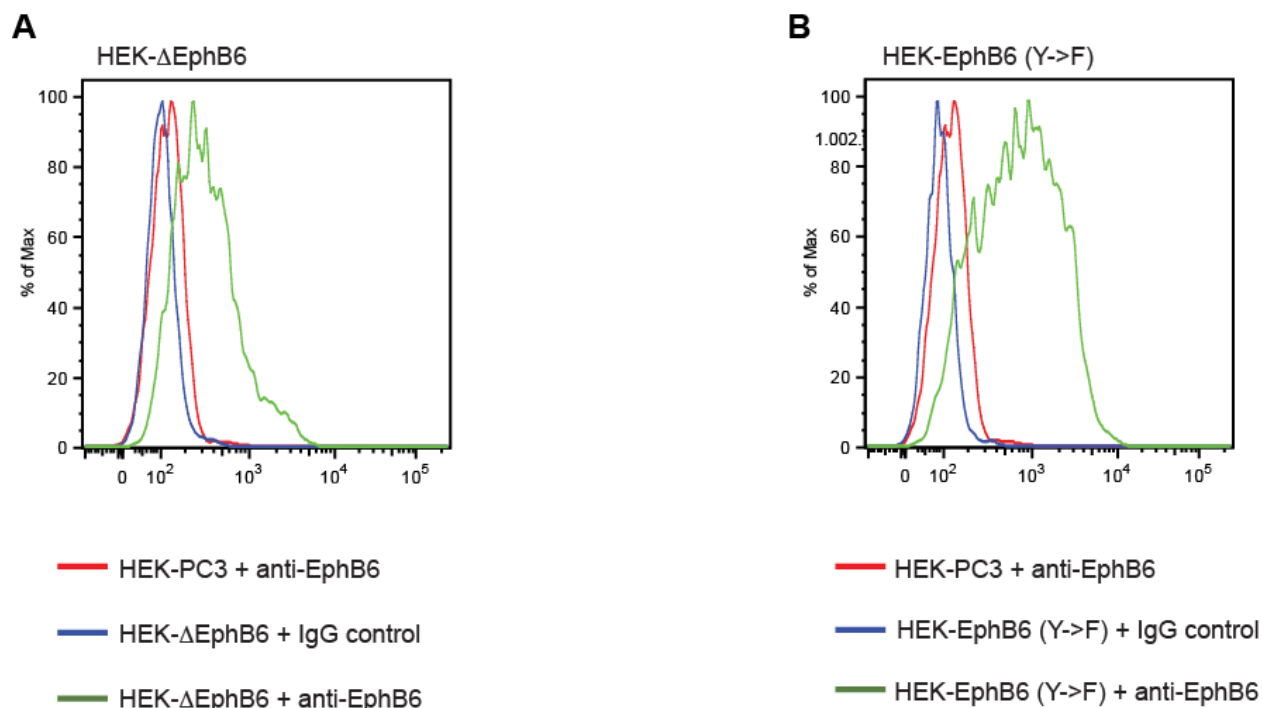 A
HEK-ΔEphB6
% of Max
100
80
60
40
20
0
0 10² 10³ 10⁴ 10⁵
HEK-PC3 + anti-EphB6
HEK-ΔEphB6 + IgG control
HEK-ΔEphB6 + anti-EphB6
B
HEK-EphB6 (Y->F)
% of Max
100
1.002.
80
60
40
20
0
0 10² 10³ 10⁴ 10⁵
HEK-PC3 + anti-EphB6
HEK-EphB6 (Y->F) + IgG control
HEK-EphB6 (Y->F) + anti-EphB6